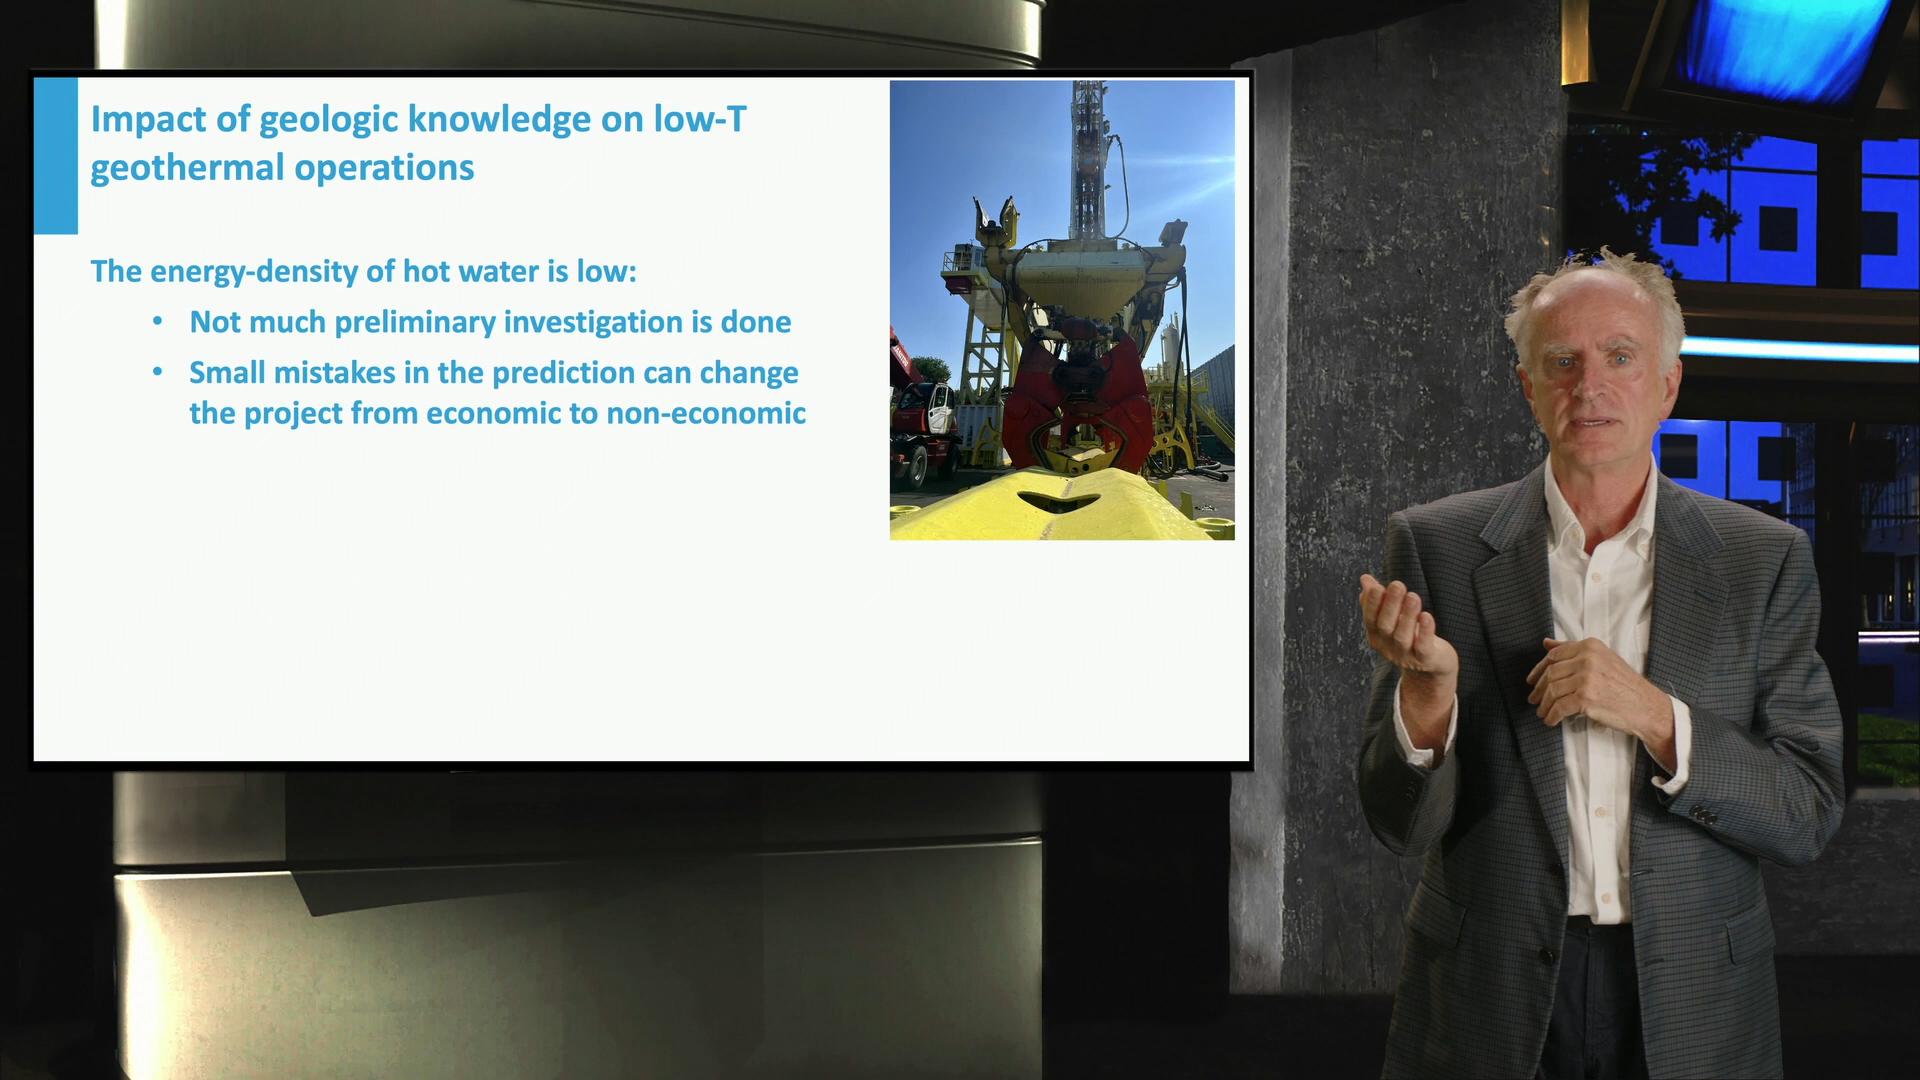 Impact of geologic knowledge on low-T
geothermal operations
The energy-density of hot water is low:
• Not much preliminary investigation is done
• Small mistakes in the prediction can change
the project from economic to non-economic